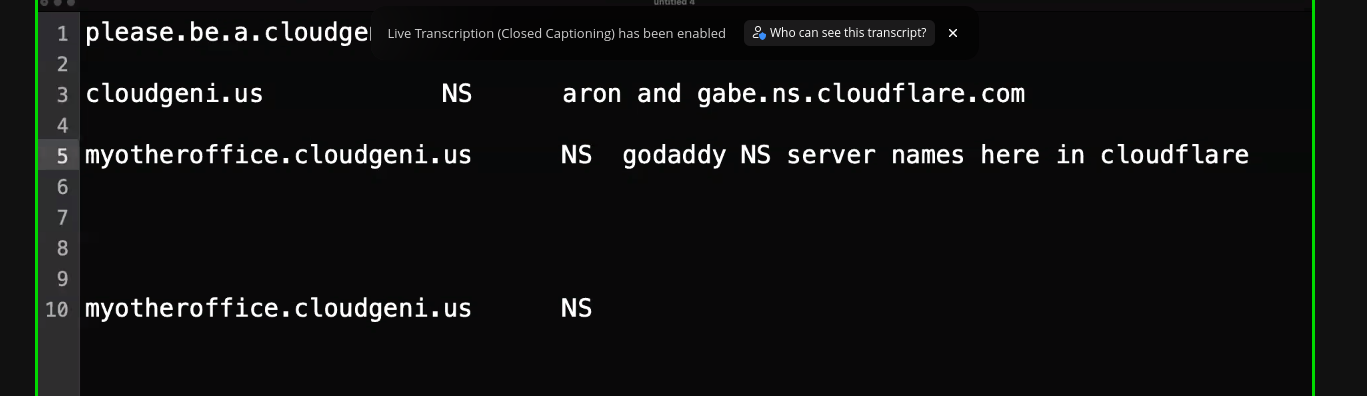 untitled 4
Live Transcription (Closed Captioning) has been enabled Who can see this transcript? ×
1 please.be.a.cloudge
2
3 cloudgeni.us NS aron and gabe.ns.cloudflare.com
4
5 myotheroffice.cloudgeni.us NS godaddy NS server names here in cloudflare
6
7
8
9
10 myotheroffice.cloudgeni.us NS